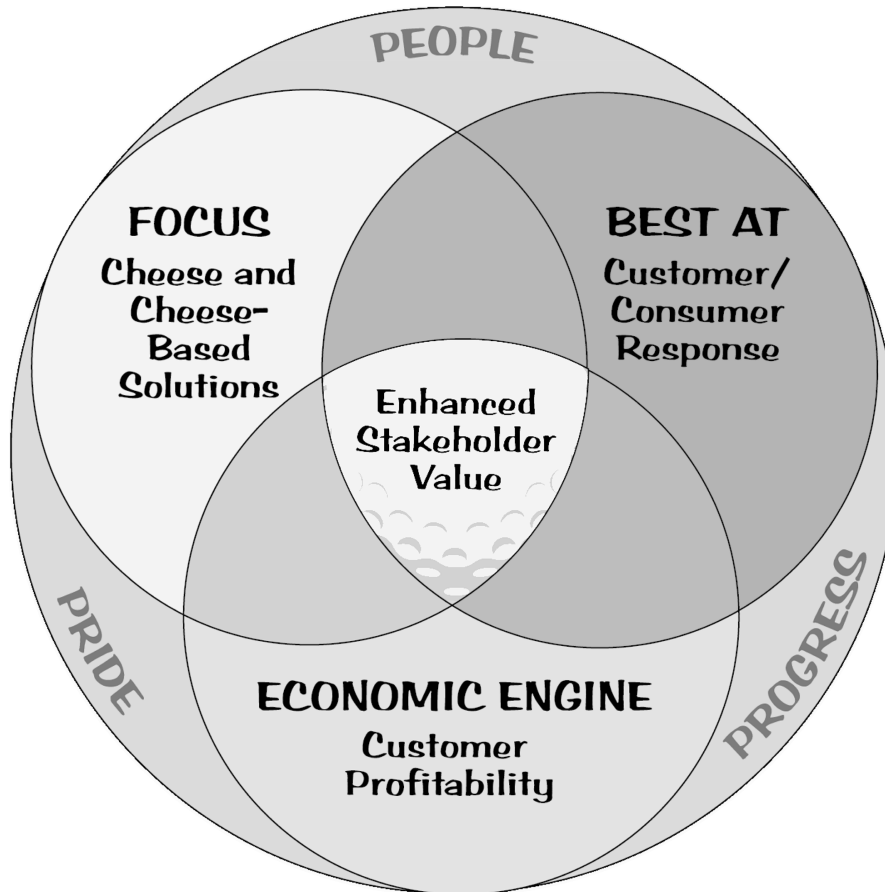 PEOPLE
FOCUS
Cheese and
Cheese-
Based
Solutions
BEST AT
Customer/
Consumer
Response
Enhanced
Stakeholder
Value
PRIDE
PROGRESS
ECONOMIC ENGINE
Customer
Profitability